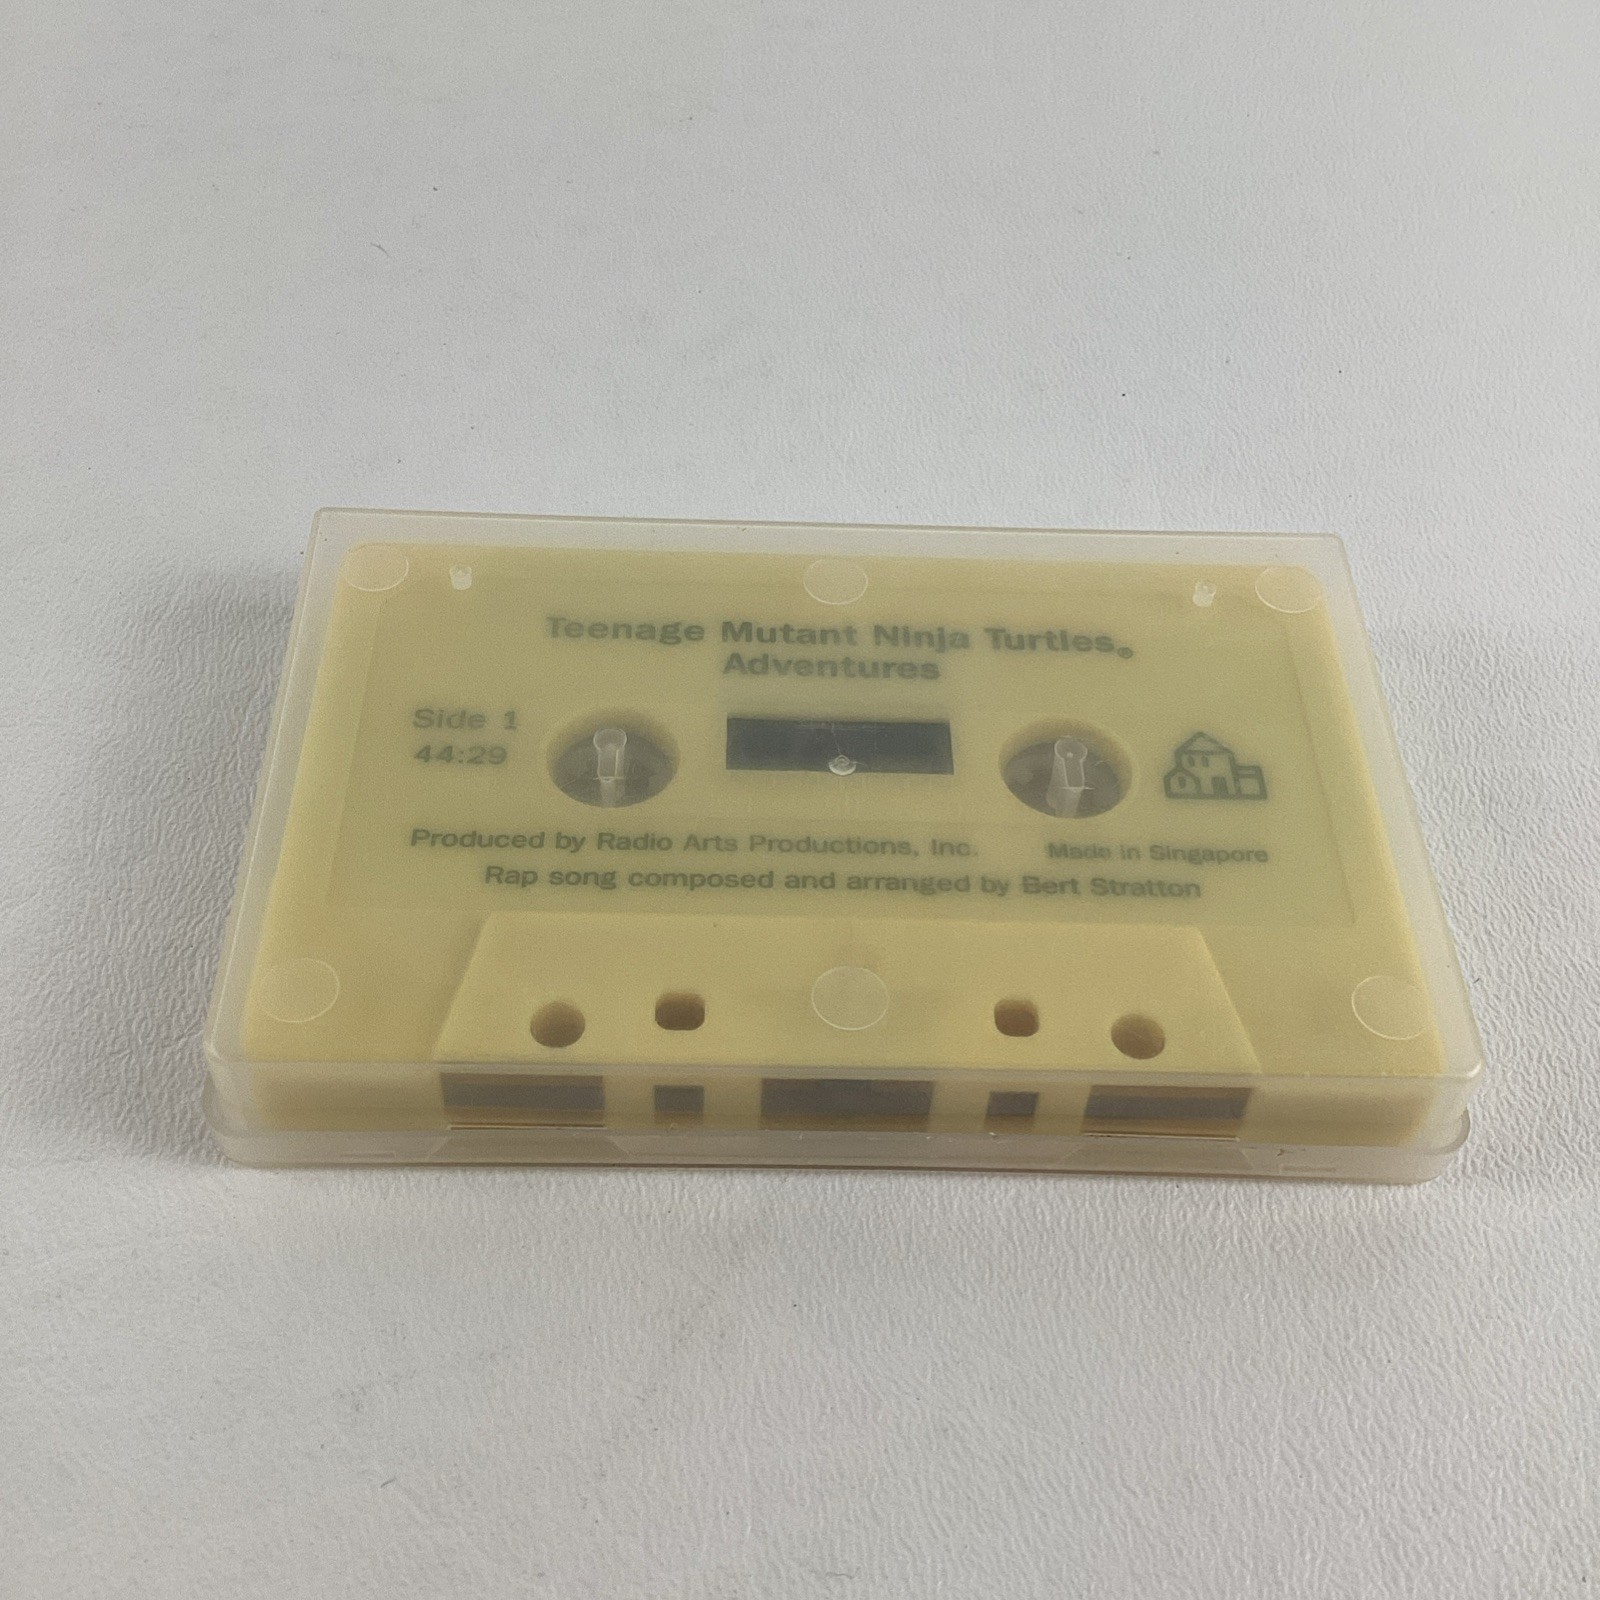 Teenage Mutant Ninja Turtles®
Adventures
Side 1
44:29
Produced by Radio Arts Productions, Inc.
Made in Singapore
Rap song composed and arranged by Bert Stratton